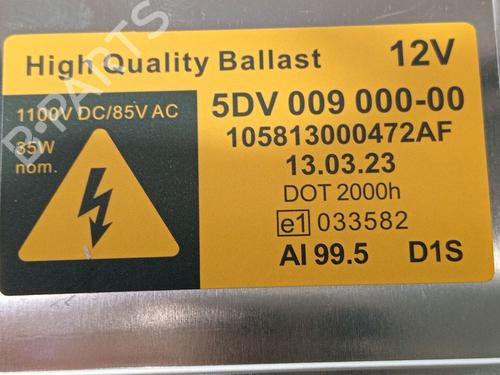 High Quality Ballast 12V
1100V DC/85V AC
35W
nom.
5DV 009 000-00
105813000472AF
13.03.23
DOT 2000h
e1 033582
Al 99.5 D1S
B-PARTS